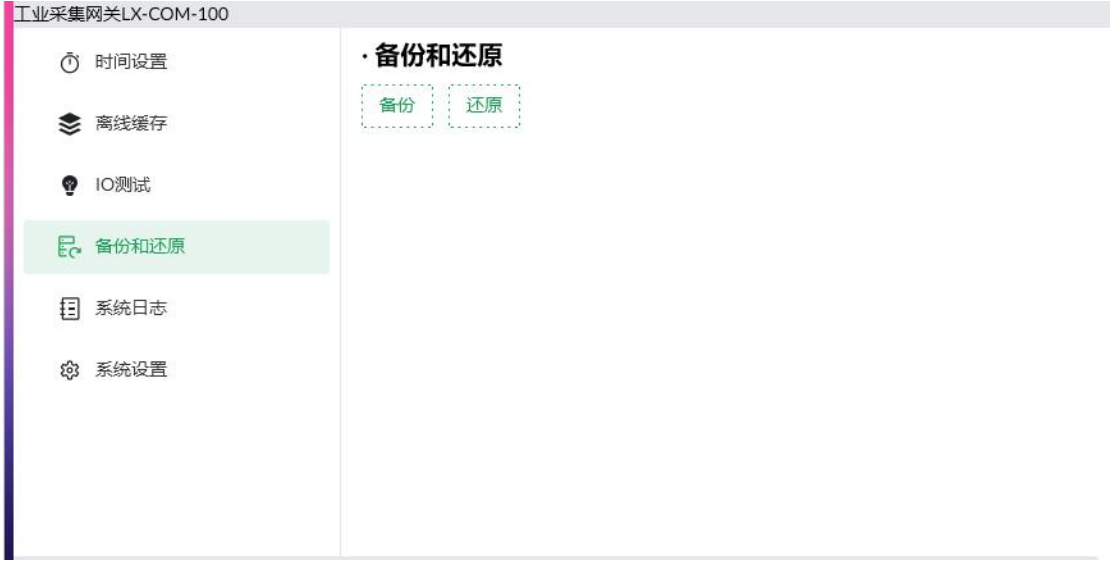 工业采集网关LX-COM-100
时间设置
离线缓存
IO测试
备份和还原
系统日志
系统设置
· 备份和还原
备份 还原